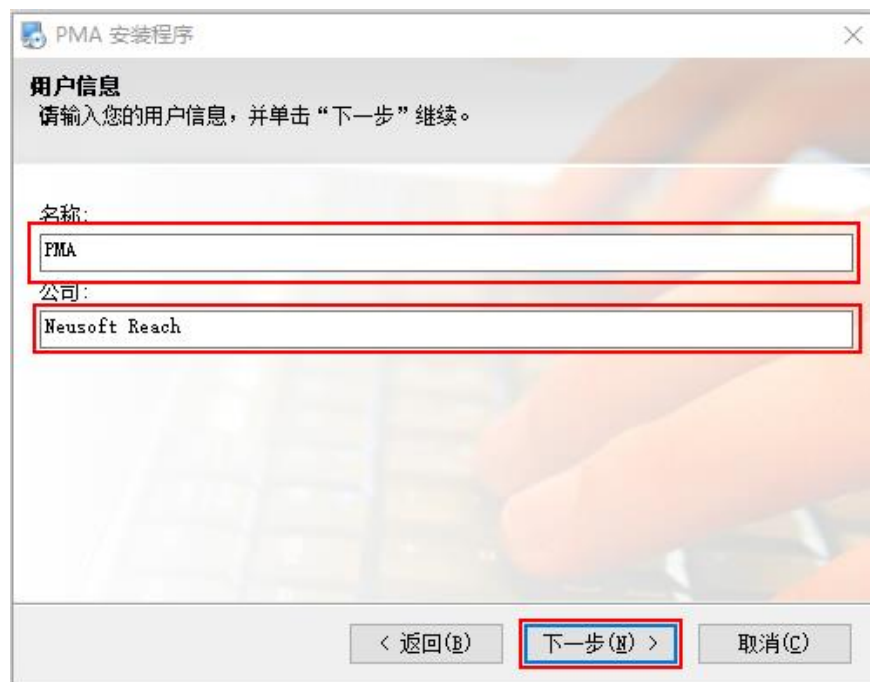 PMA 安装程序
用户信息
请输入您的用户信息，并单击“下一步”继续。
名称:
PMA
公司:
Neusoft Reach
< 返回(B)
下一步(N) >
取消(C)